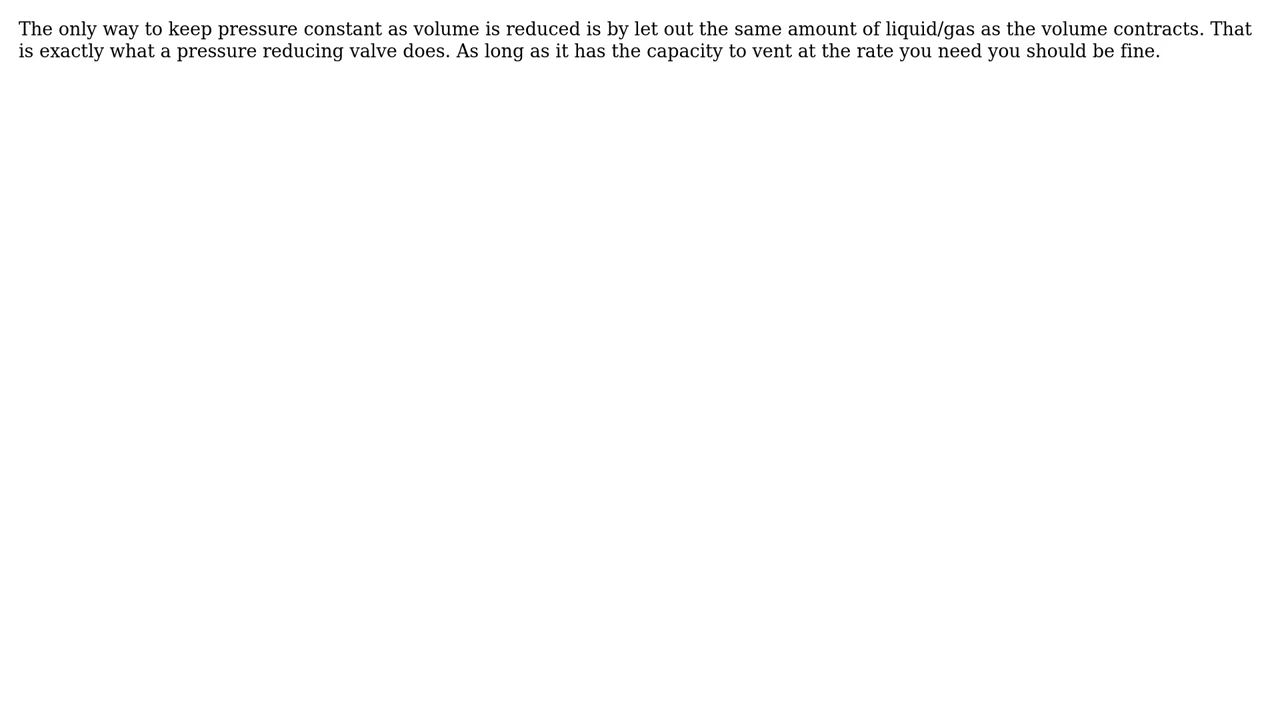 The only way to keep pressure constant as volume is reduced is by let out the same amount of liquid/gas as the volume contracts. That
is exactly what a pressure reducing valve does. As long as it has the capacity to vent at the rate you need you should be fine.